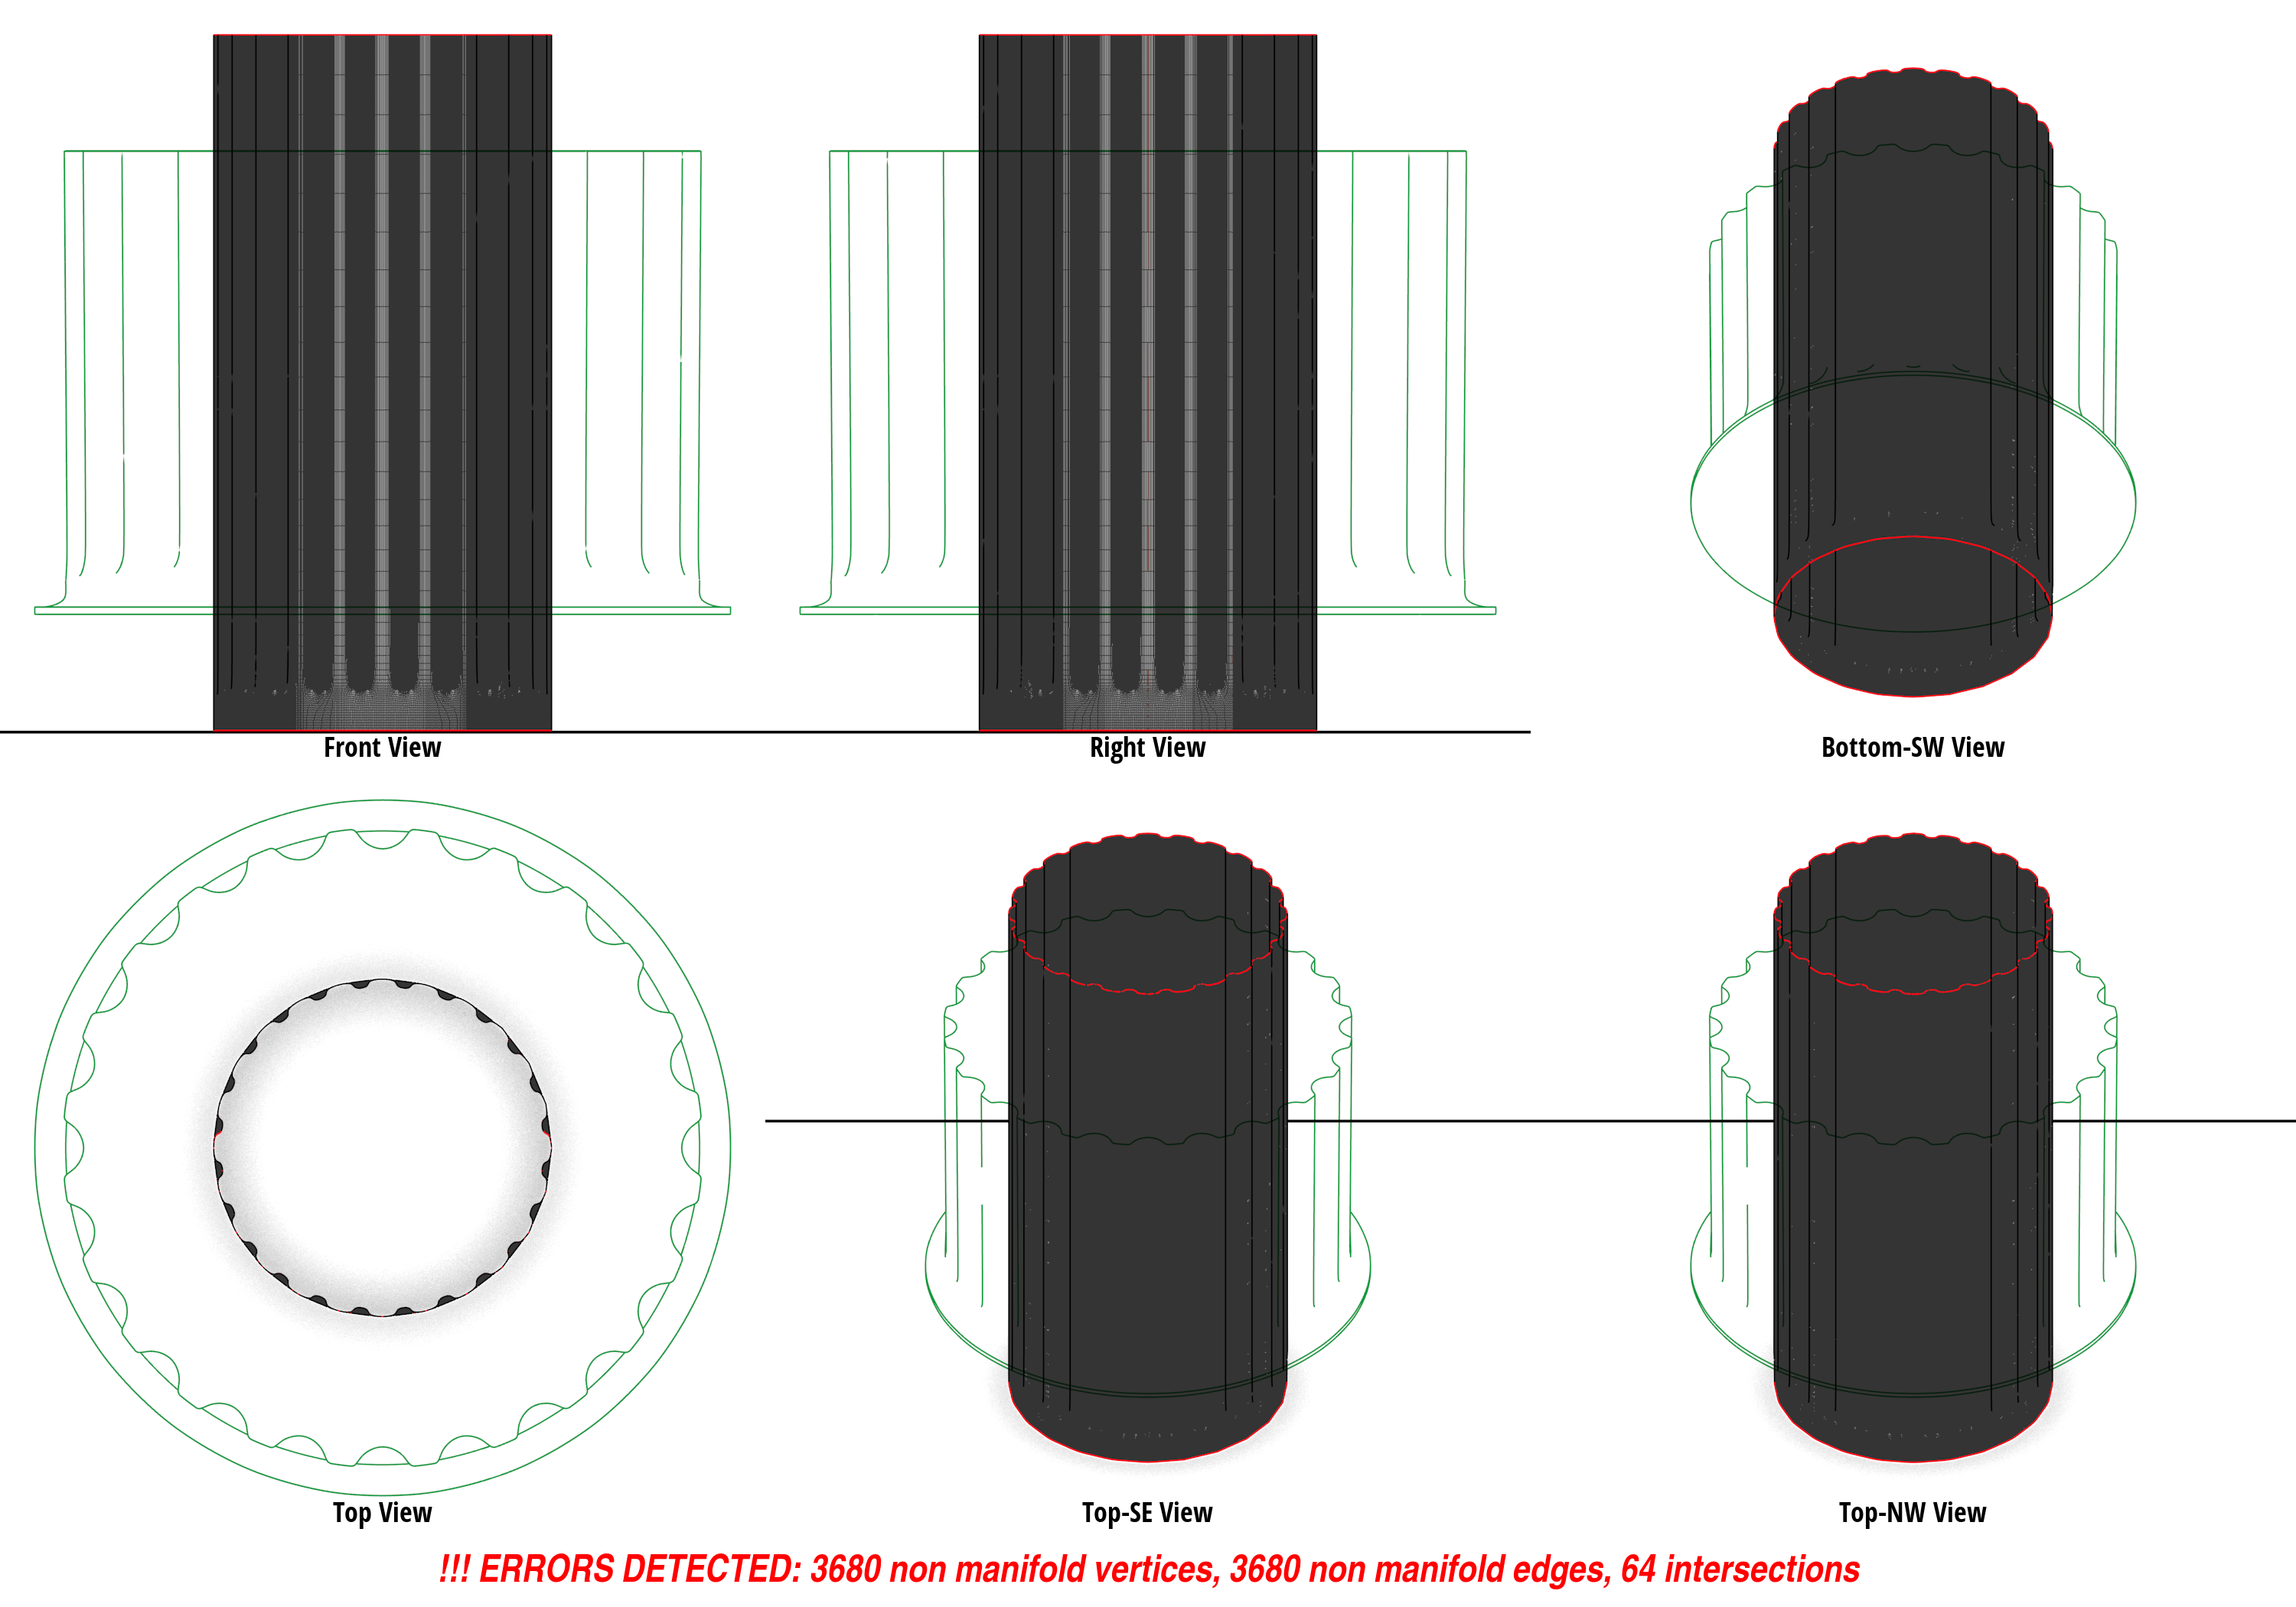 Front View
Right View
Bottom-SW View
Top View
Top-SE View
Top-NW View
!!! ERRORS DETECTED: 3680 non manifold vertices, 3680 non manifold edges, 64 intersections